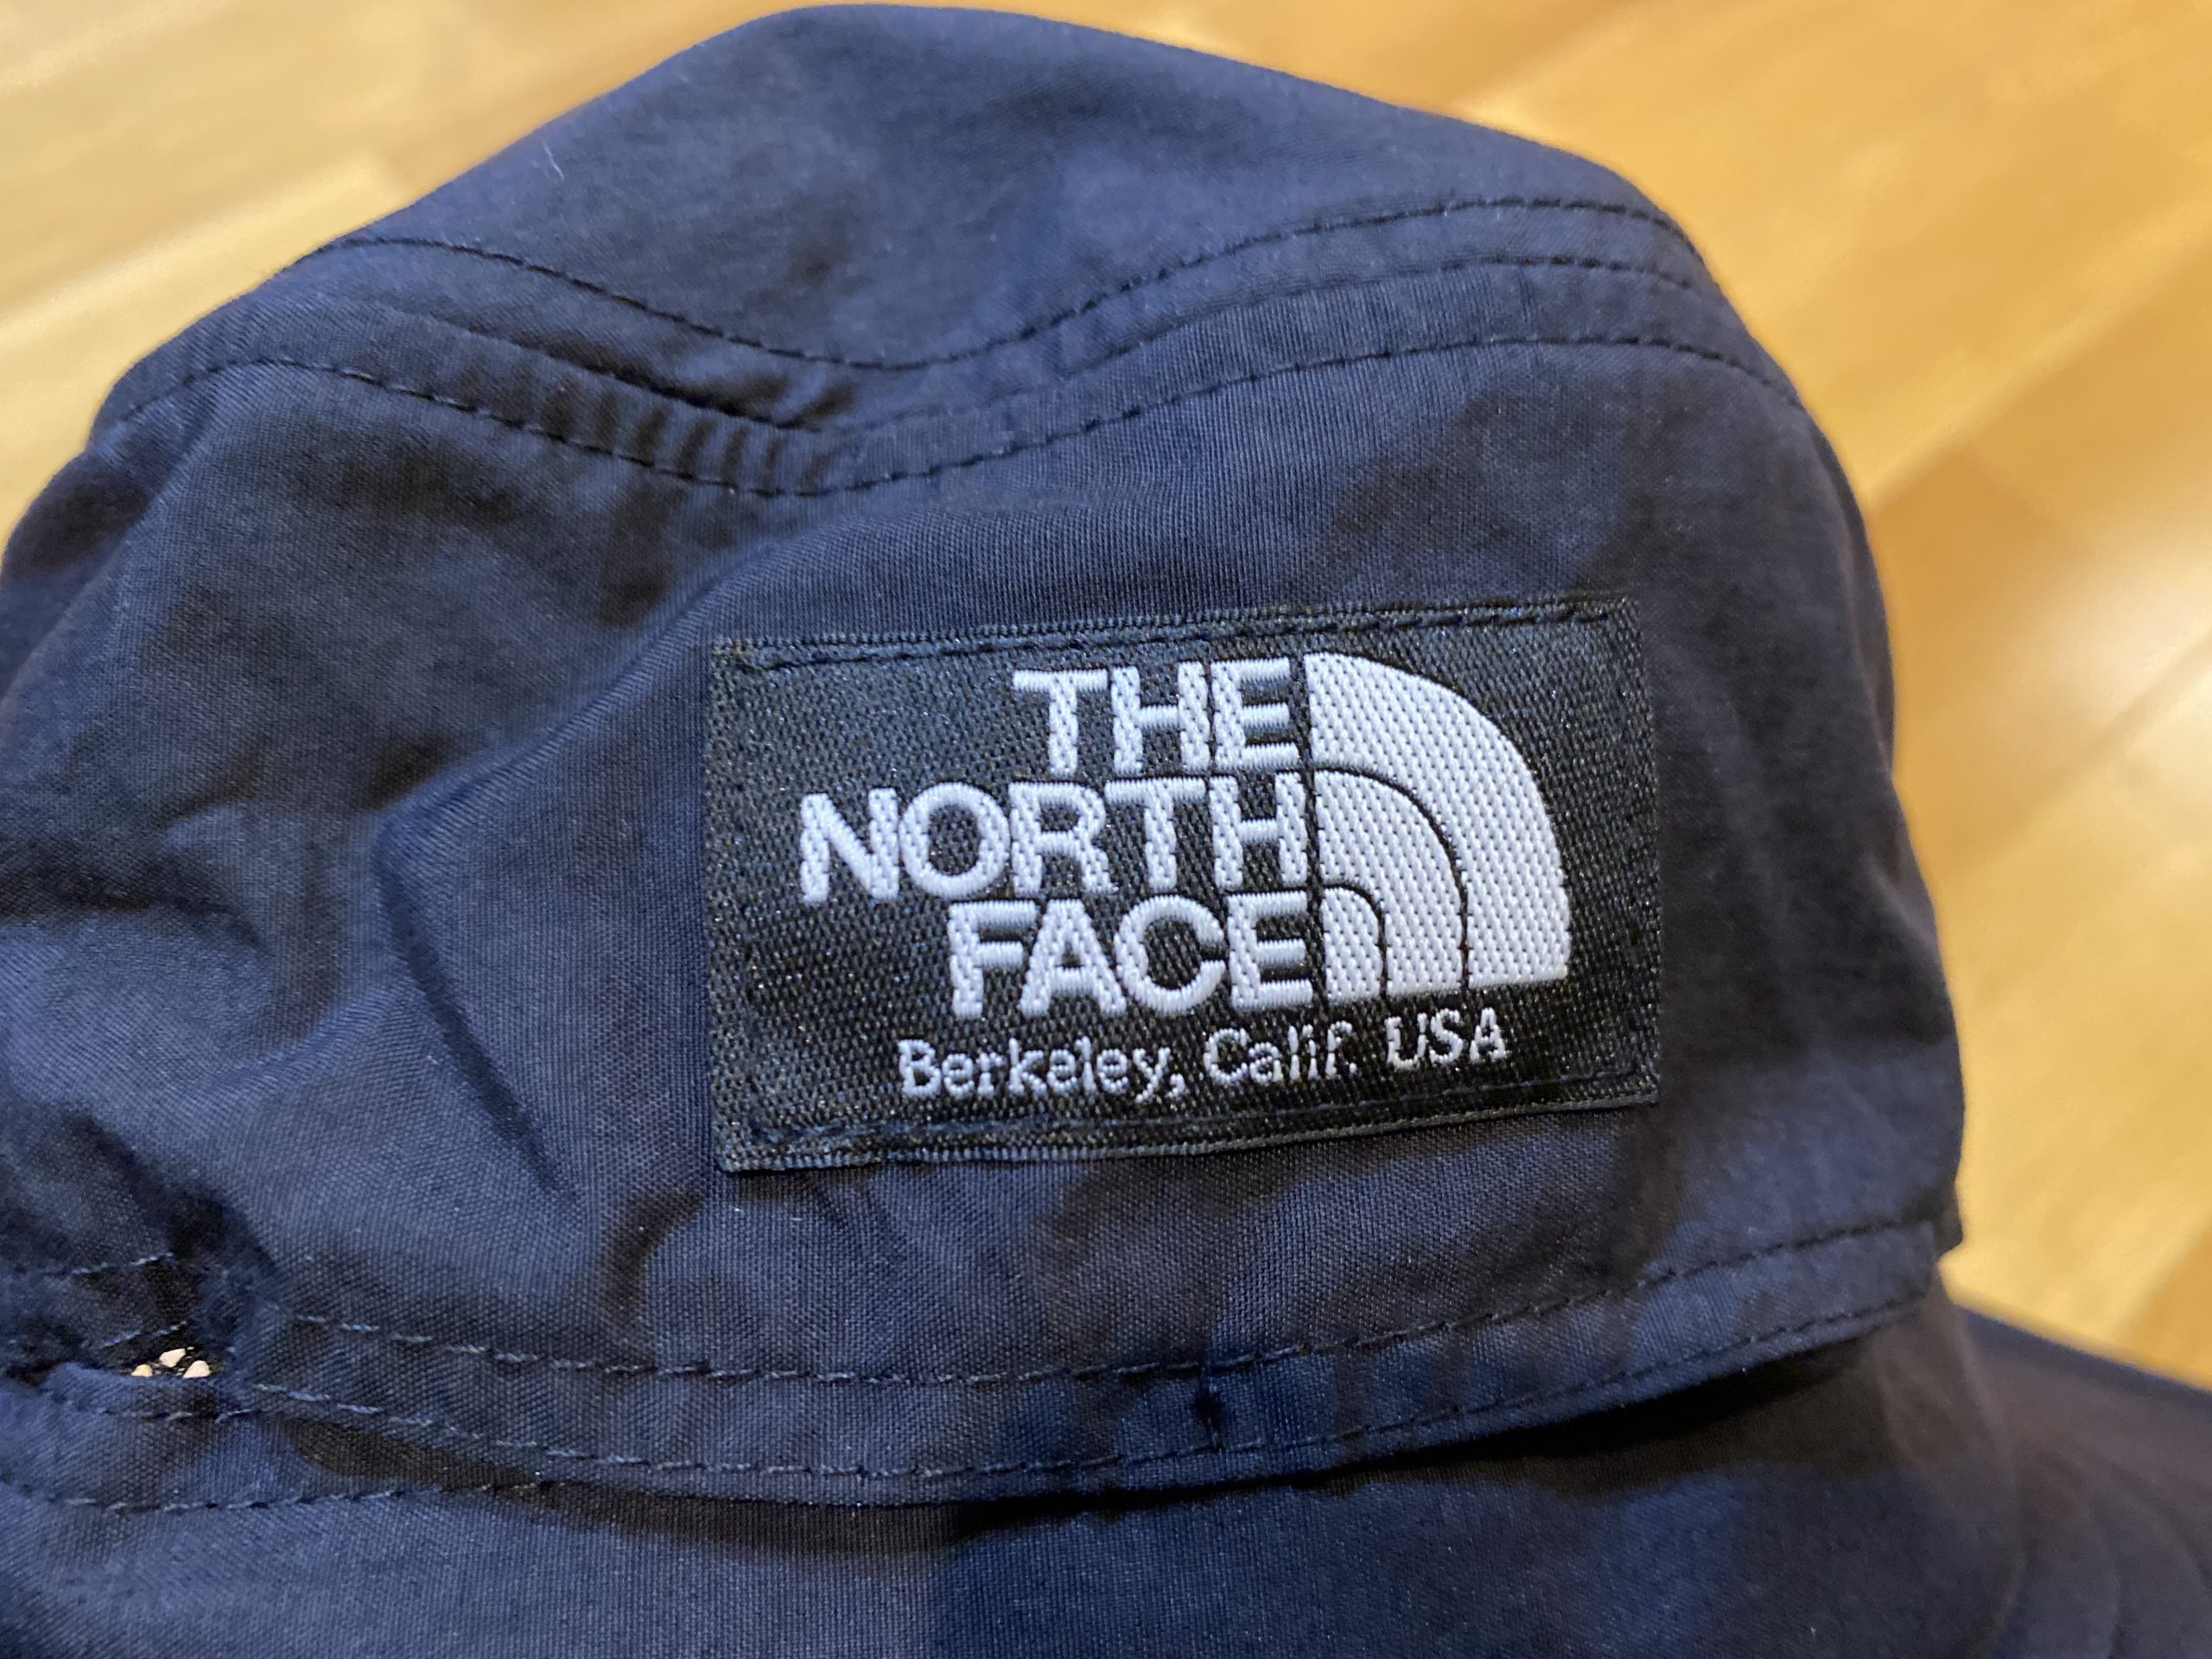 THE
NORTH
FACE
Berkeley, Calif. USA